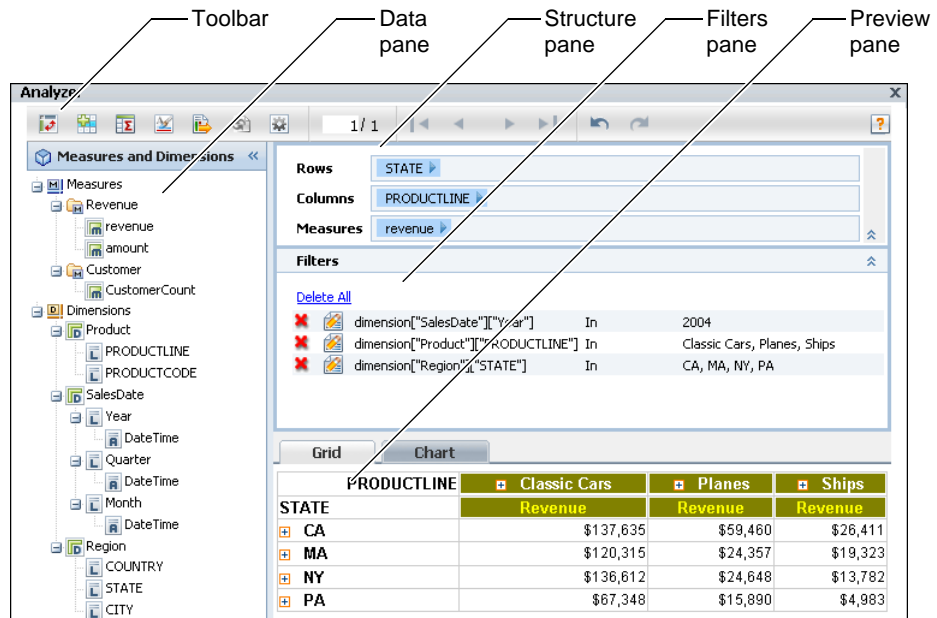 Toolbar
Data pane
Structure pane
Filters pane
Preview pane
Analyzer
x
1/ 1
?
Measures and Dimensions «
Measures
Revenue
revenue
amount
Customer
CustomerCount
Dimensions
Product
PRODUCTLINE
PRODUCTCODE
SalesDate
Year
DateTime
Quarter
DateTime
Month
DateTime
Region
COUNTRY
STATE
CITY
Rows STATE
Columns PRODUCTLINE
Measures revenue
Filters
Delete All
dimension["SalesDate"]["Year"] In 2004
dimension["Product"]["PRODUCTLINE"] In Classic Cars, Planes, Ships
dimension["Region"]["STATE"] In CA, MA, NY, PA
Grid Chart
PRODUCTLINE Classic Cars Planes Ships
STATE Revenue Revenue Revenue
CA $137,635 $59,460 $26,411
MA $120,315 $24,357 $19,323
NY $136,612 $24,648 $13,782
PA $67,348 $15,890 $4,983